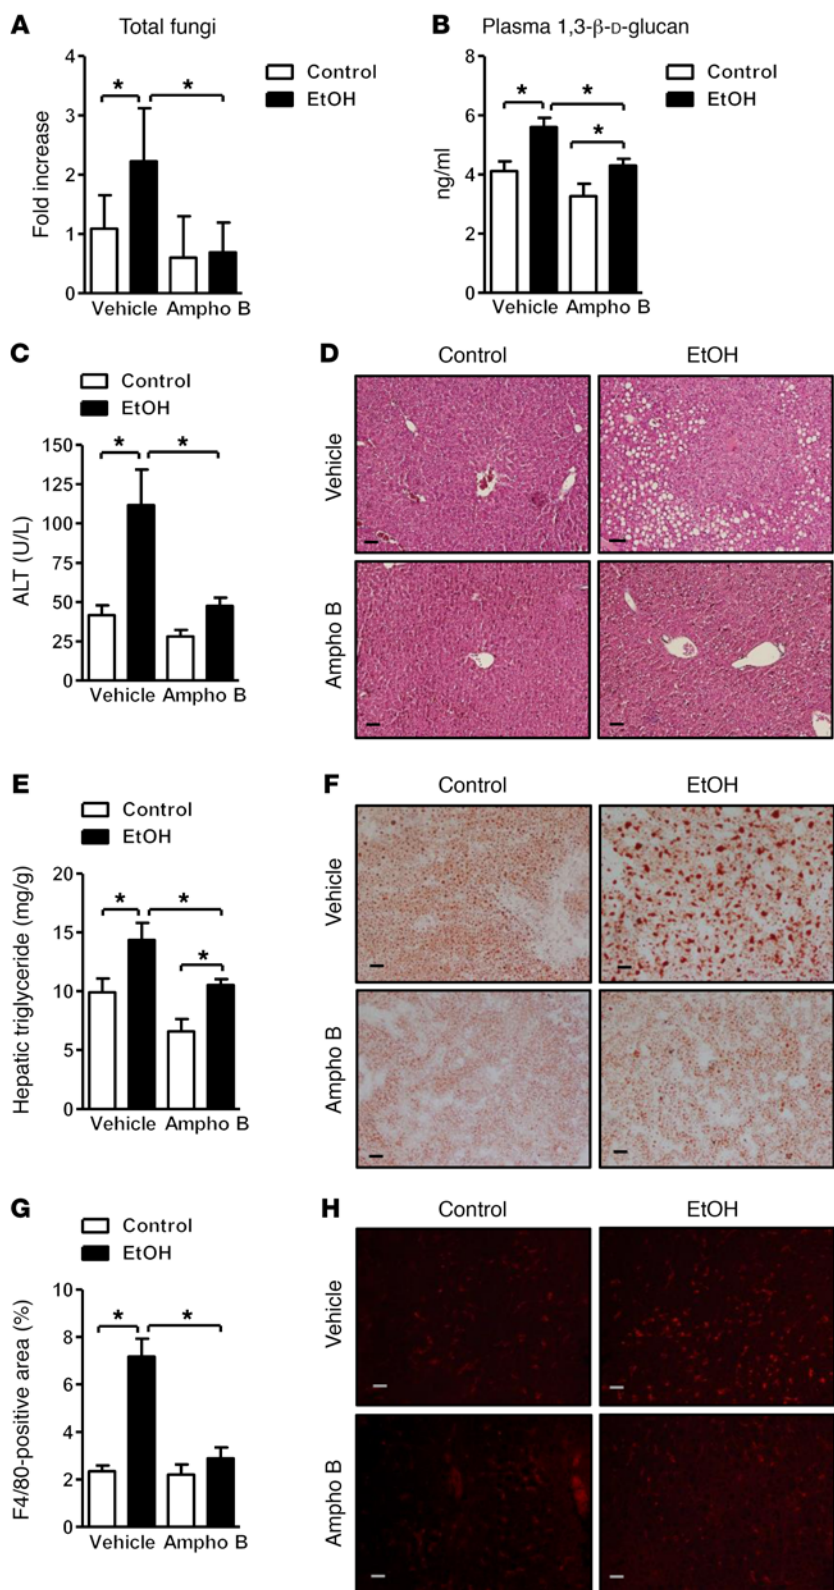 A Total fungi
Control
EtOH
*
*
4
3
2
1
0
Fold increase
Vehicle Ampho B
B Plasma 1,3-β-D-glucan
Control
EtOH
*
*
*
8
6
4
2
0
ng/ml
Vehicle Ampho B
C
Control
EtOH
*
*
150
125
100
75
50
25
0
ALT (U/L)
Vehicle Ampho B
D Control EtOH
Vehicle
Ampho B
E
Control
EtOH
*
*
*
20
15
10
5
0
Hepatic triglyceride (mg/g)
Vehicle Ampho B
F Control EtOH
Vehicle
Ampho B
G
Control
EtOH
*
*
10
8
6
4
2
0
F4/80-positive area (%)
Vehicle Ampho B
H Control EtOH
Vehicle
Ampho B